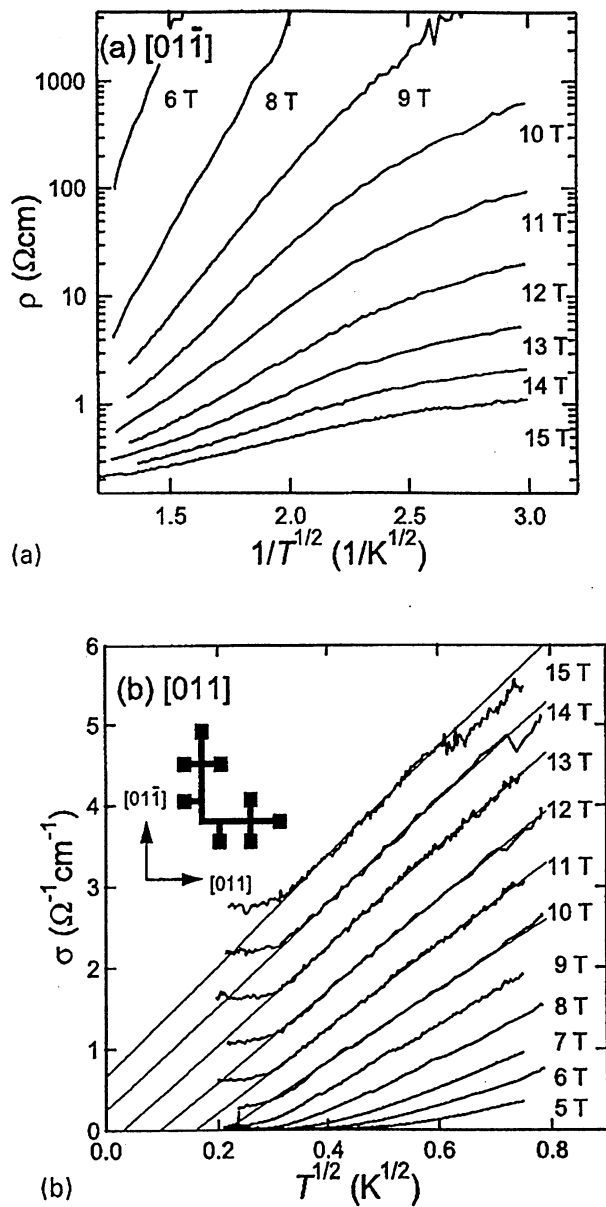 (a) [011̄]
1000
100
10
1
ρ (Ωcm)
6 T
8 T
9 T
10 T
11 T
12 T
13 T
14 T
15 T
1.5 2.0 2.5 3.0
1/T^1/2 (1/K^1/2)
(a)
(b) [011]
6
5
4
3
2
1
0
σ (Ω⁻¹cm⁻¹)
[011̄]
[011]
15 T
14 T
13 T
12 T
11 T
10 T
9 T
8 T
7 T
6 T
5 T
0.0 0.2 0.4 0.6 0.8
T^1/2 (K^1/2)
(b)